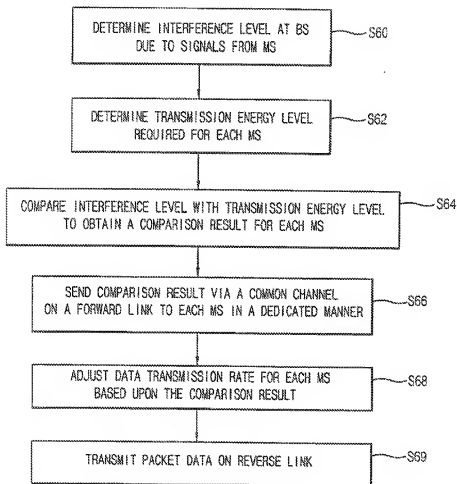 DETERMINE INTERFERENCE LEVEL AT BS
DUE TO SIGNALS FROM MS
S60
DETERMINE TRANSMISSION ENERGY LEVEL
REQUIRED FOR EACH MS
S62
COMPARE INTERFERENCE LEVEL WITH TRANSMISSION ENERGY LEVEL
TO OBTAIN A COMPARISON RESULT FOR EACH MS
S64
SEND COMPARISON RESULT VIA A COMMON CHANNEL
ON A FORWARD LINK TO EACH MS IN A DEDICATED MANNER
S66
ADJUST DATA TRANSMISSION RATE FOR EACH MS
BASED UPON THE COMPARISON RESULT
S68
TRANSMIT PACKET DATA ON REVERSE LINK
S69